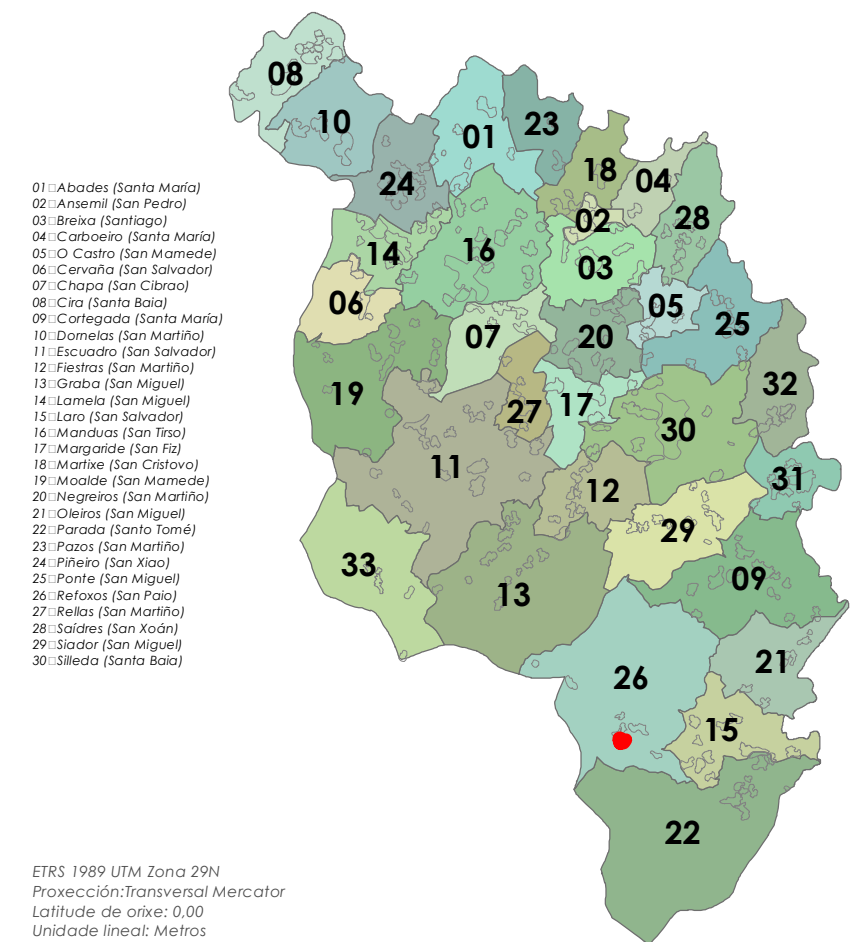 08
10
01
23
24
18
04
02
28
14
16
03
06
05
07
20
25
19
27
17
32
30
11
12
31
29
33
13
09
26
21
15
22
01 Abades (Santa María)
02 Ansemil (San Pedro)
03 Breixa (Santiago)
04 Carboeiro (Santa María)
05 O Castro (San Mamede)
06 Cervaña (San Salvador)
07 Chapa (San Cibrao)
08 Cira (Santa Baia)
09 Cortegada (Santa María)
10 Dornelas (San Martiño)
11 Escuadro (San Salvador)
12 Fiestras (San Martiño)
13 Graba (San Miguel)
14 Lamela (San Miguel)
15 Laro (San Salvador)
16 Manduas (San Tirso)
17 Margaride (San Fiz)
18 Martixe (San Cristovo)
19 Moalde (San Mamede)
20 Negreiros (San Martiño)
21 Oleiros (San Miguel)
22 Parada (Santo Tomé)
23 Pazos (San Martiño)
24 Piñeiro (San Xiao)
25 Ponte (San Miguel)
26 Refoxos (San Paio)
27 Rellas (San Martiño)
28 Saídres (San Xoán)
29 Siador (San Miguel)
30 Silleda (Santa Baia)
ETRS 1989 UTM Zona 29N
Proxección:Transversal Mercator
Latitude de orixe: 0,00
Unidade lineal: Metros